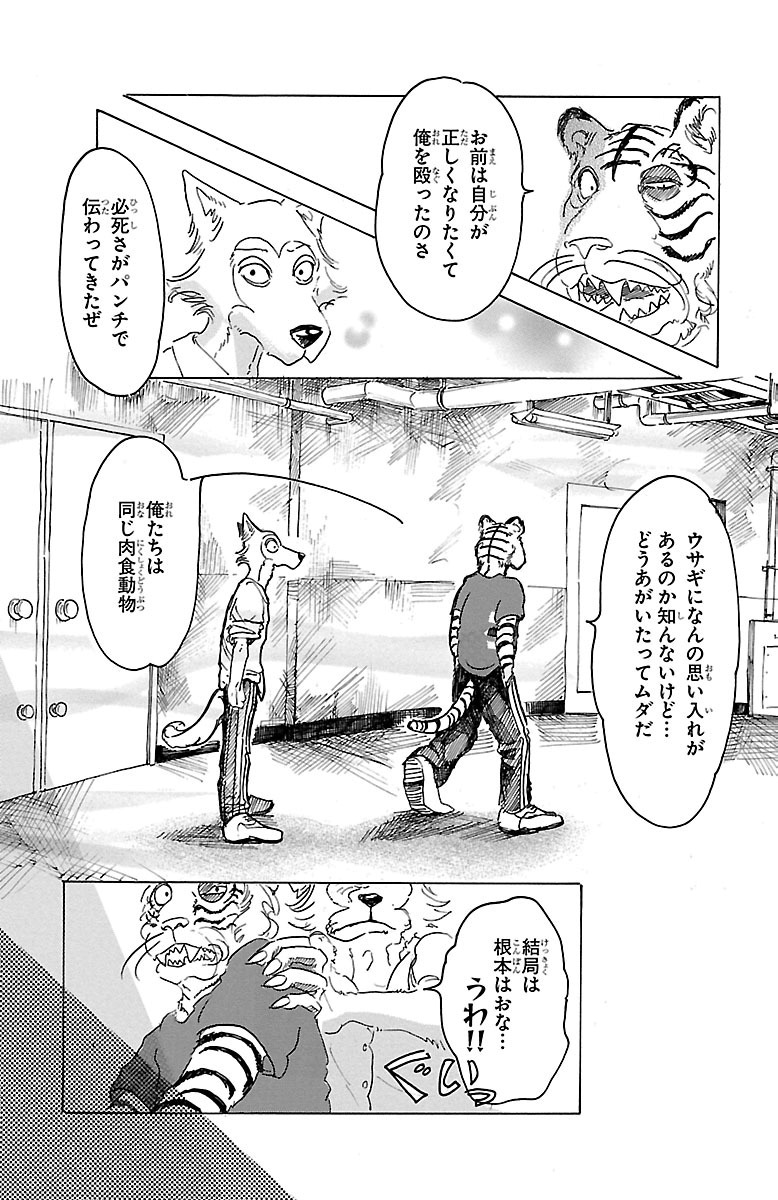 お前は自分が
正しくなりたくて
俺を殴ったのさ
必死さがパンチで
伝わってきたぜ
ウサギになんの思い入れが
あるのか知んないけど…
どうあがいたってムダだ
俺たちは
同じ肉食動物
結局は
根本はおな…
うわ!!
ぐいっ